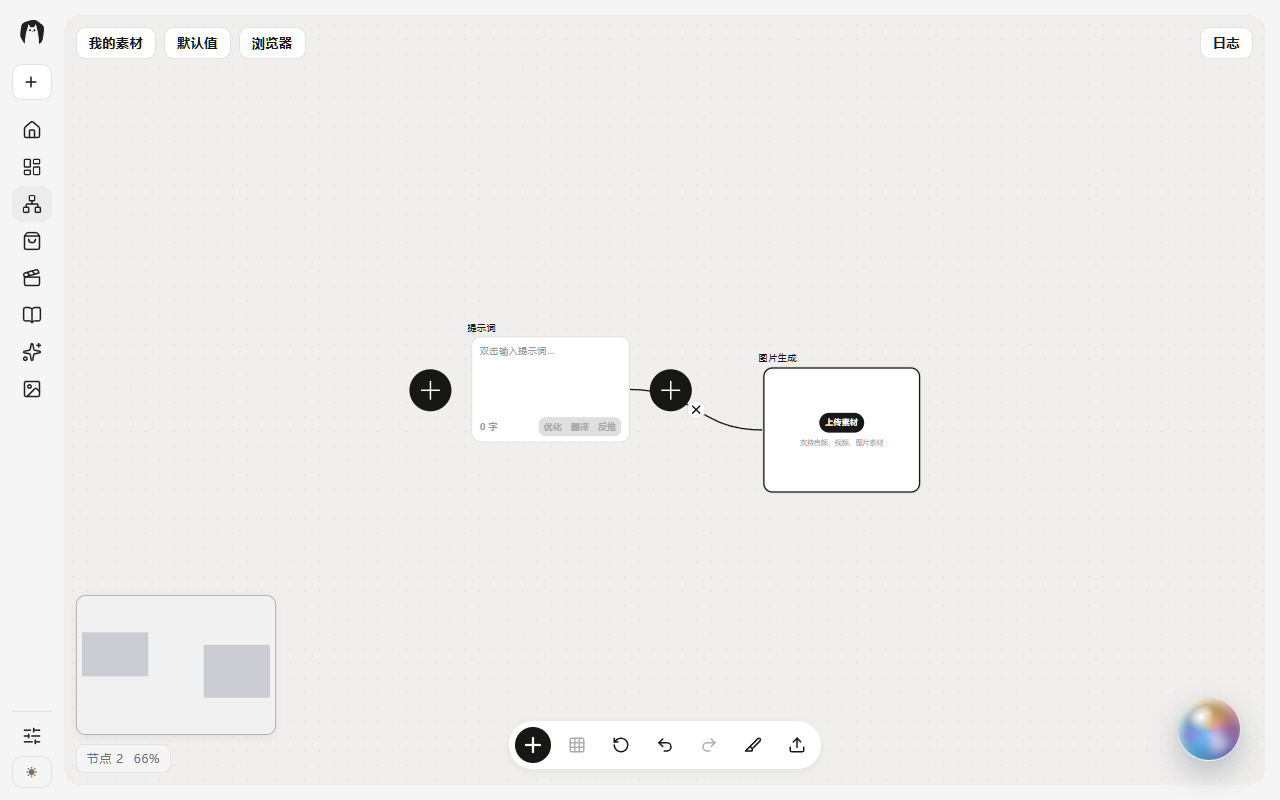 我的素材
默认值
浏览器
日志
提示词
双击输入提示词...
0 字
优化 翻译 反推
图片生成
上传素材
支持音频、视频、图片素材
节点 2 66%